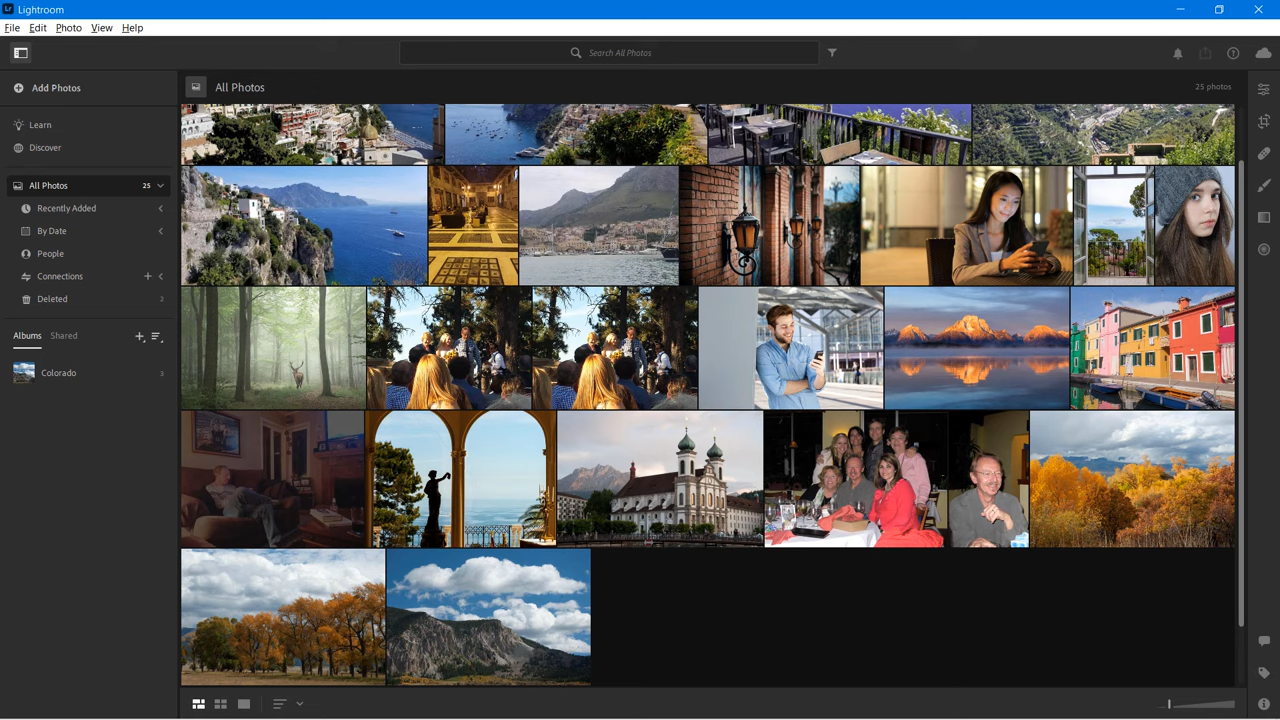 Lr Lightroom
File Edit Photo View Help
Search All Photos
Add Photos
All Photos
25 photos
Learn
Discover
All Photos 25
Recently Added
By Date
People
Connections
Deleted 2
Albums Shared
Colorado 3